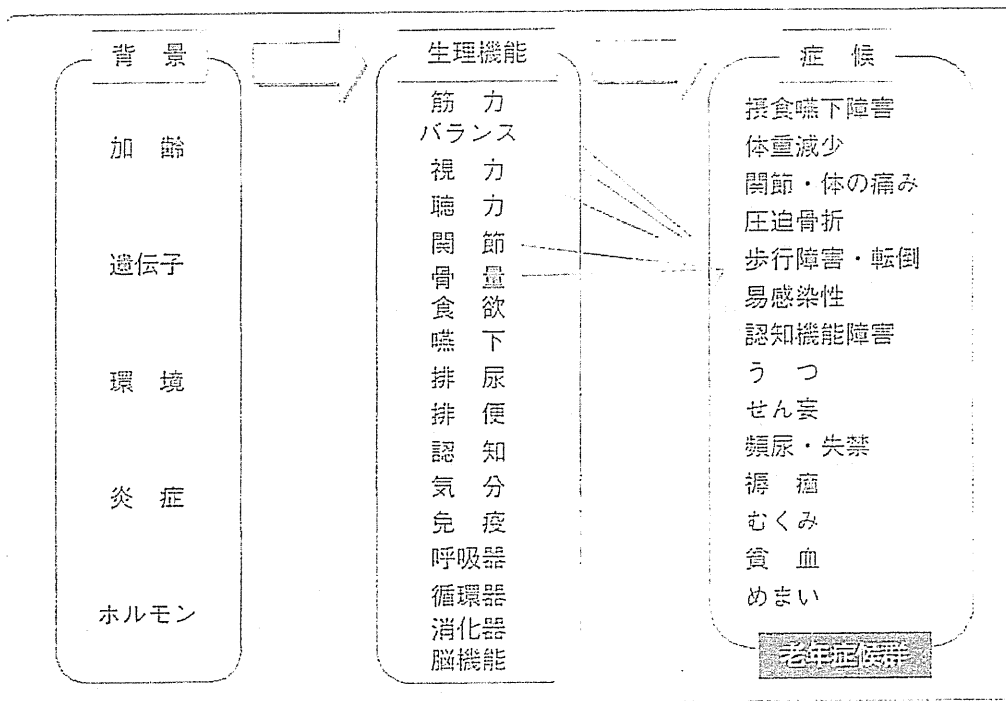 背景
加齢
遺伝子
環境
炎症
ホルモン
生理機能
筋力
バランス
視力
聴力
関節
骨量
食欲
嚥下
排尿
排便
認知
気分
免疫
呼吸器
循環器
消化器
脳機能
症候
摂食嚥下障害
体重減少
関節・体の痛み
圧迫骨折
歩行障害・転倒
易感染性
認知機能障害
うつ
せん妄
頻尿・失禁
褥瘡
むくみ
貧血
めまい
老年症候群